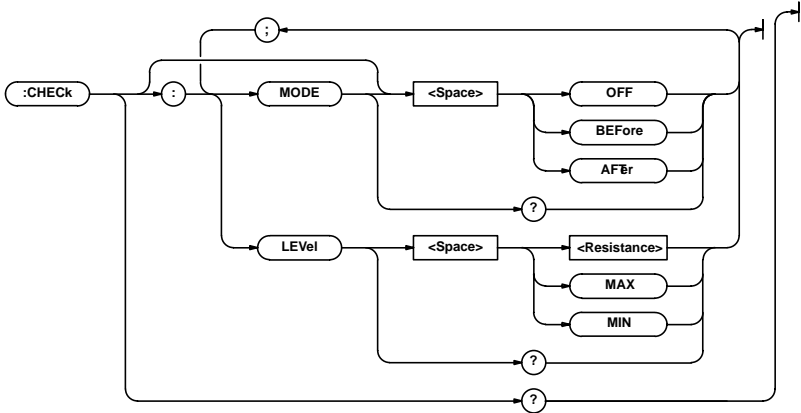 ;
:CHECk
:
MODE
<Space>
OFF
BEFore
AFTer
?
LEVel
<Space>
<Resistance>
MAX
MIN
?
?